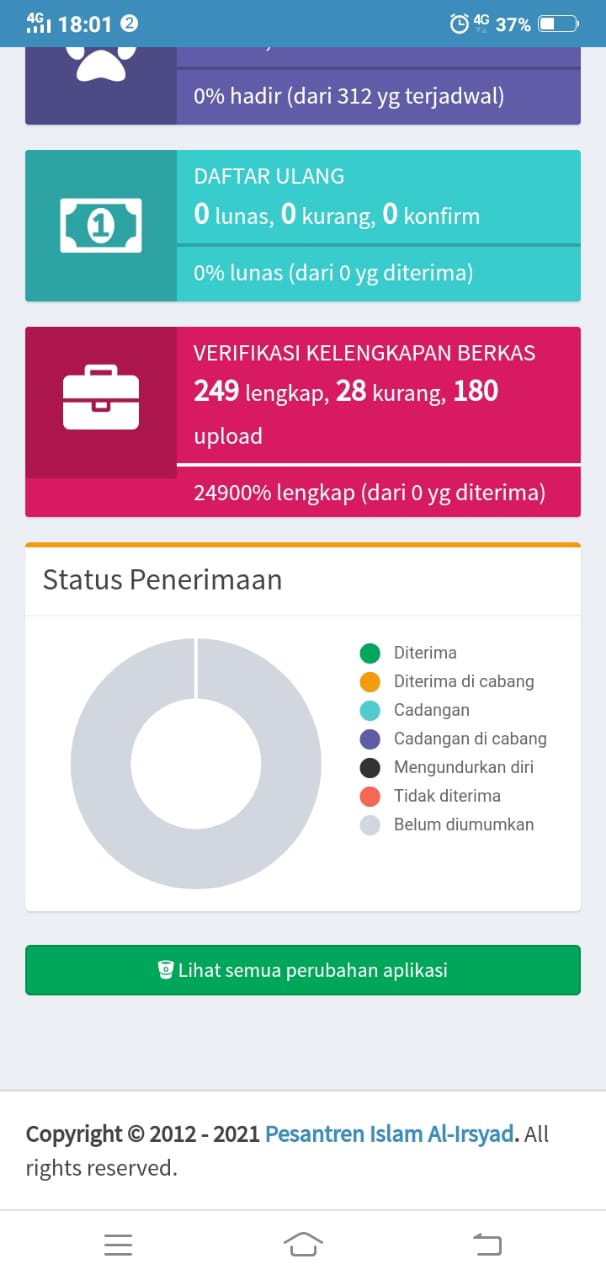 4G 18:01 2 4G 37%
0% hadir (dari 312 yg terjadwal)
DAFTAR ULANG
1
0 lunas, 0 kurang, 0 konfirm
0% lunas (dari 0 yg diterima)
VERIFIKASI KELENGKAPAN BERKAS
249 lengkap, 28 kurang, 180
upload
24900% lengkap (dari 0 yg diterima)
Status Penerimaan
Diterima
Diterima di cabang
Cadangan
Cadangan di cabang
Mengundurkan diri
Tidak diterima
Belum diumumkan
Lihat semua perubahan aplikasi
Copyright © 2012 - 2021 Pesantren Islam Al-Irsyad. All
rights reserved.